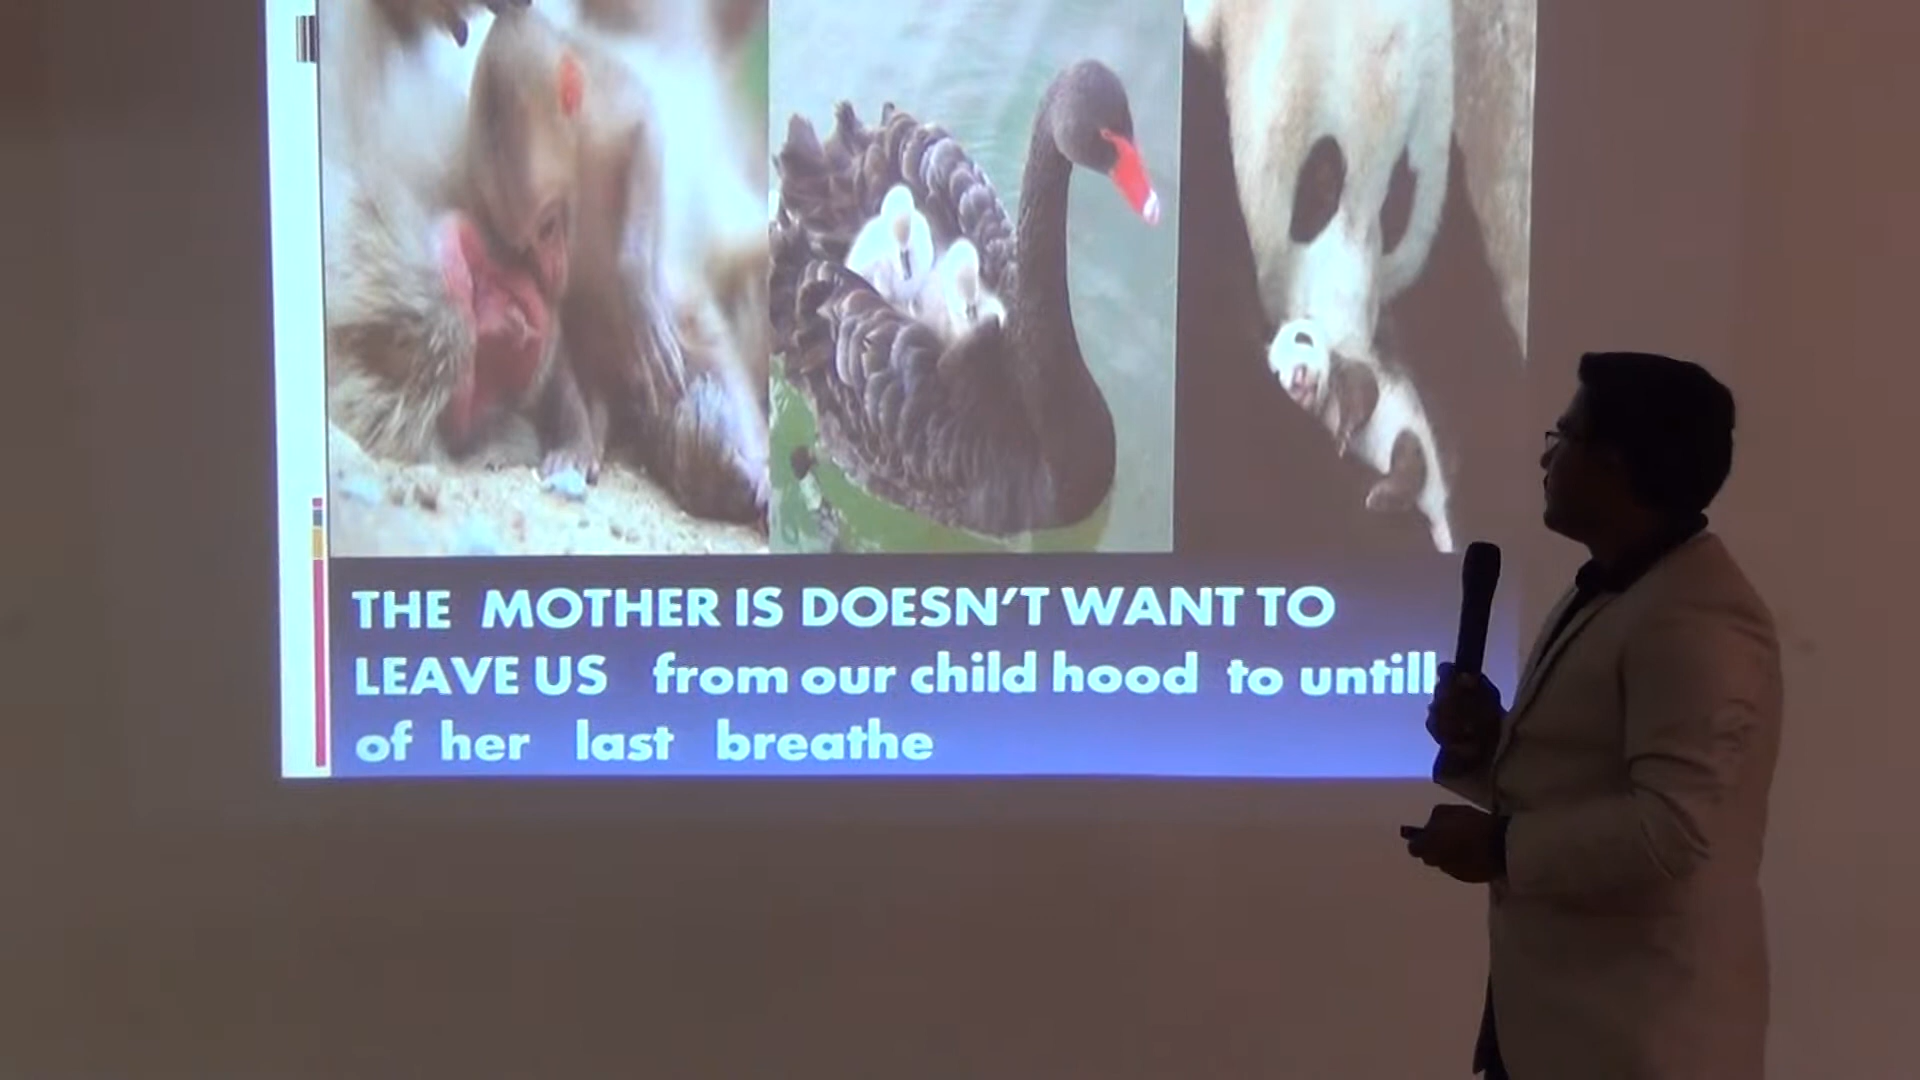 THE MOTHER IS DOESN'T WANT TO
LEAVE US from our child hood to untill
of her last breathe